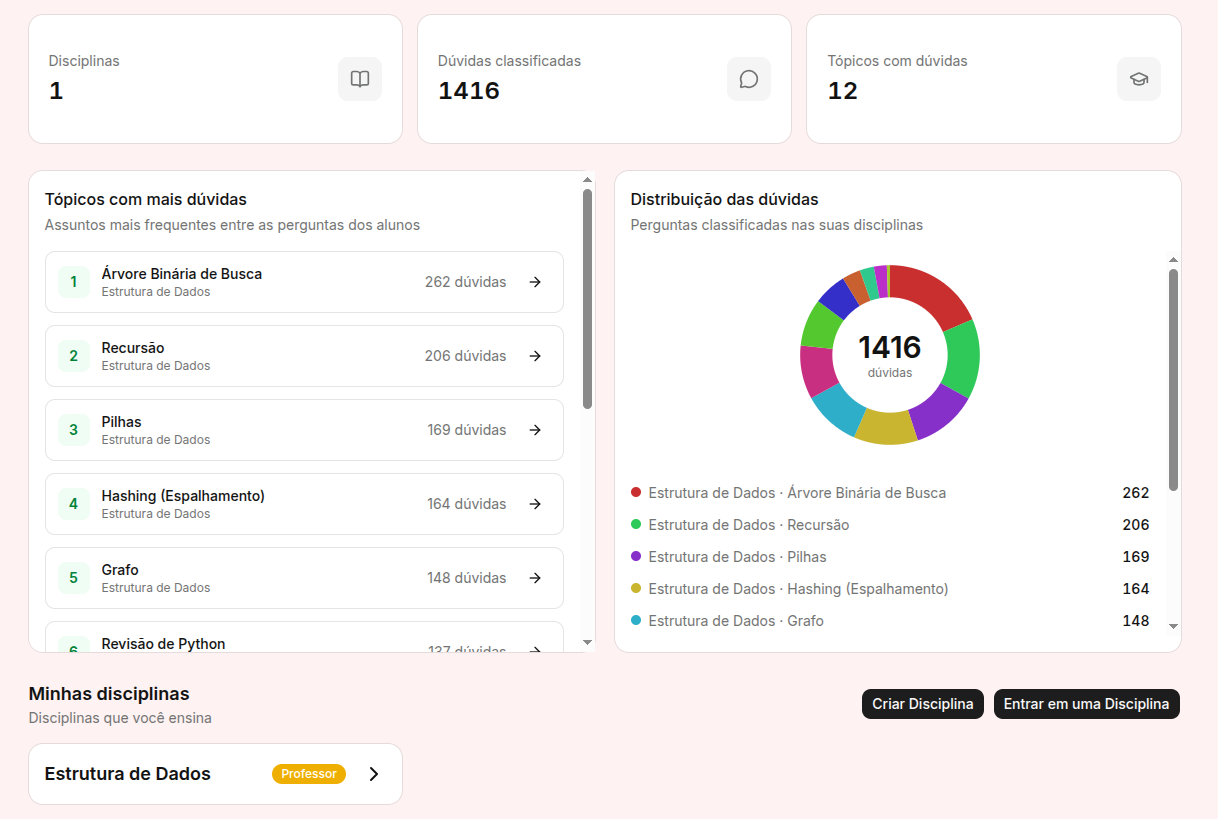 Disciplinas
1
Dúvidas classificadas
1416
Tópicos com dúvidas
12
Tópicos com mais dúvidas
Assuntos mais frequentes entre as perguntas dos alunos
1
Árvore Binária de Busca
Estrutura de Dados
262 dúvidas
2
Recursão
Estrutura de Dados
206 dúvidas
3
Pilhas
Estrutura de Dados
169 dúvidas
4
Hashing (Espalhamento)
Estrutura de Dados
164 dúvidas
5
Grafo
Estrutura de Dados
148 dúvidas
6
Revisão de Python
137 dúvidas
Distribuição das dúvidas
Perguntas classificadas nas suas disciplinas
1416
dúvidas
Estrutura de Dados · Árvore Binária de Busca 262
Estrutura de Dados · Recursão 206
Estrutura de Dados · Pilhas 169
Estrutura de Dados · Hashing (Espalhamento) 164
Estrutura de Dados · Grafo 148
Minhas disciplinas
Disciplinas que você ensina
Criar Disciplina
Entrar em uma Disciplina
Estrutura de Dados
Professor